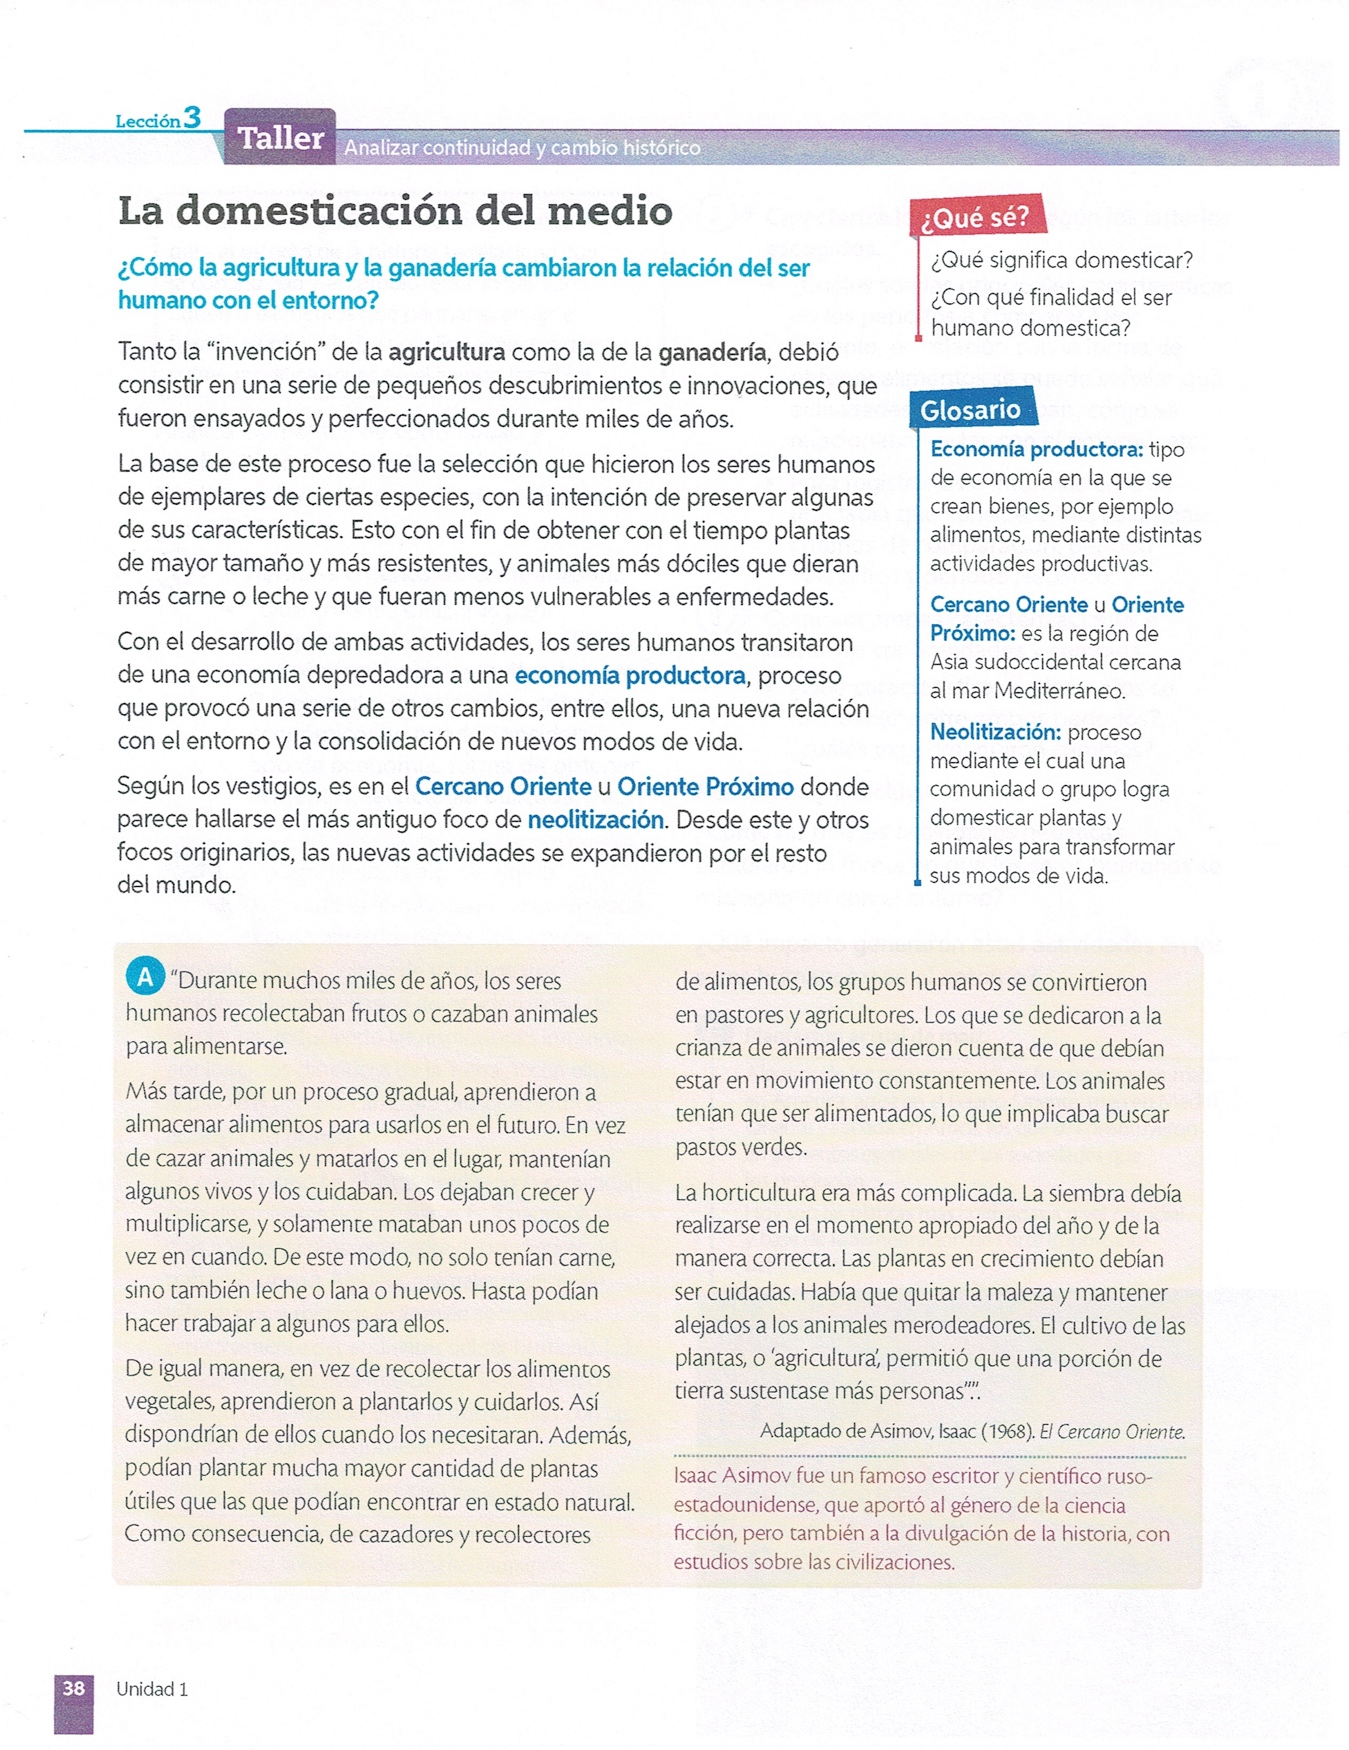 Lección 3
Taller
Analizar continuidad y cambio histórico
La domesticación del medio
¿Cómo la agricultura y la ganadería cambiaron la relación del ser
humano con el entorno?
Tanto la “invención” de la agricultura como la de la ganadería, debió
consistir en una serie de pequeños descubrimientos e innovaciones, que
fueron ensayados y perfeccionados durante miles de años.
La base de este proceso fue la selección que hicieron los seres humanos
de ejemplares de ciertas especies, con la intención de preservar algunas
de sus características. Esto con el fin de obtener con el tiempo plantas
de mayor tamaño y más resistentes, y animales más dóciles que dieran
más carne o leche y que fueran menos vulnerables a enfermedades.
Con el desarrollo de ambas actividades, los seres humanos transitaron
de una economía depredadora a una economía productora, proceso
que provocó una serie de otros cambios, entre ellos, una nueva relación
con el entorno y la consolidación de nuevos modos de vida.
Según los vestigios, es en el Cercano Oriente u Oriente Próximo donde
parece hallarse el más antiguo foco de neolitización. Desde este y otros
focos originarios, las nuevas actividades se expandieron por el resto
del mundo.
¿Qué sé?
¿Qué significa domesticar?
¿Con qué finalidad el ser
humano domestica?
Glosario
Economía productora: tipo
de economía en la que se
crean bienes, por ejemplo
alimentos, mediante distintas
actividades productivas.
Cercano Oriente u Oriente
Próximo: es la región de
Asia sudoccidental cercana
al mar Mediterráneo.
Neolitización: proceso
mediante el cual una
comunidad o grupo logra
domesticar plantas y
animales para transformar
sus modos de vida.
A “Durante muchos miles de años, los seres
humanos recolectaban frutos o cazaban animales
para alimentarse.
Más tarde, por un proceso gradual, aprendieron a
almacenar alimentos para usarlos en el futuro. En vez
de cazar animales y matarlos en el lugar, mantenían
algunos vivos y los cuidaban. Los dejaban crecer y
multiplicarse, y solamente mataban unos pocos de
vez en cuando. De este modo, no solo tenían carne,
sino también leche o lana o huevos. Hasta podían
hacer trabajar a algunos para ellos.
De igual manera, en vez de recolectar los alimentos
vegetales, aprendieron a plantarlos y cuidarlos. Así
dispondrían de ellos cuando los necesitaran. Además,
podían plantar mucha mayor cantidad de plantas
útiles que las que podían encontrar en estado natural.
Como consecuencia, de cazadores y recolectores
de alimentos, los grupos humanos se convirtieron
en pastores y agricultores. Los que se dedicaron a la
crianza de animales se dieron cuenta de que debían
estar en movimiento constantemente. Los animales
tenían que ser alimentados, lo que implicaba buscar
pastos verdes.
La horticultura era más complicada. La siembra debía
realizarse en el momento apropiado del año y de la
manera correcta. Las plantas en crecimiento debían
ser cuidadas. Había que quitar la maleza y mantener
alejados a los animales merodeadores. El cultivo de las
plantas, o ‘agricultura’, permitió que una porción de
tierra sustentase más personas””.
Adaptado de Asimov, Isaac (1968). El Cercano Oriente.
Isaac Asimov fue un famoso escritor y científico ruso-
estadounidense, que aportó al género de la ciencia
ficción, pero también a la divulgación de la historia, con
estudios sobre las civilizaciones.
38 Unidad 1